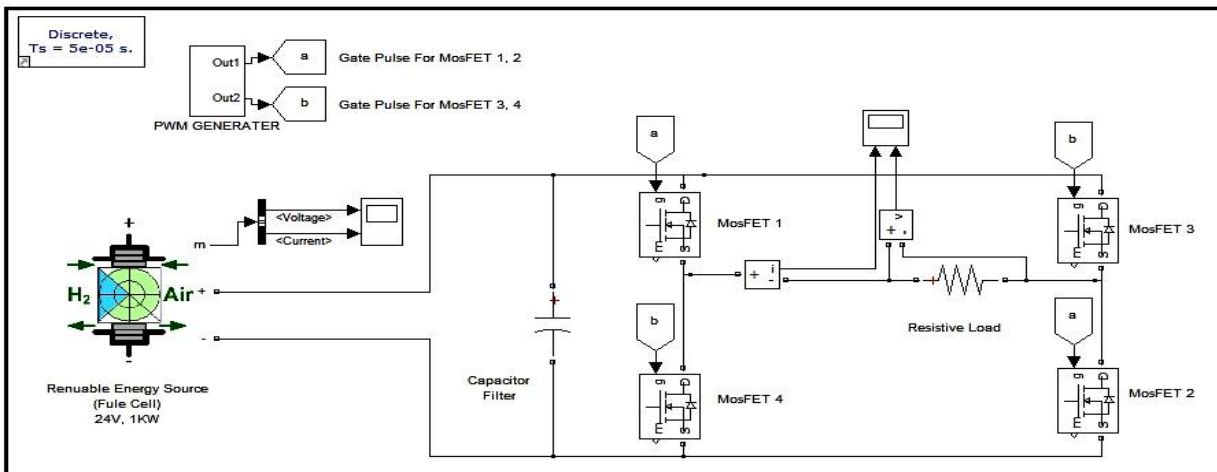 Discrete,
Ts = 5e-05 s.
Out1
Out2
PWM GENERATER
a
Gate Pulse For MosFET 1, 2
b
Gate Pulse For MosFET 3, 4
m
<Voltage>
<Current>
+
H2
Air
+
-
-
Renuable Energy Source
(Fule Cell)
24V, 1KW
Capacitor
Filter
+
a
g
D
m
S
MosFET 1
b
g
D
m
S
MosFET 4
+
i
-
+
v
-
+
Resistive Load
b
g
D
m
S
MosFET 3
a
g
D
m
S
MosFET 2